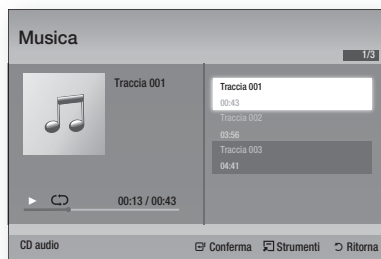 Musica
1/3
Traccia 001
00:13 / 00:43
Traccia 001
00:43
Traccia 002
03:56
Traccia 003
04:41
CD audio
Conferma Strumenti Ritorna